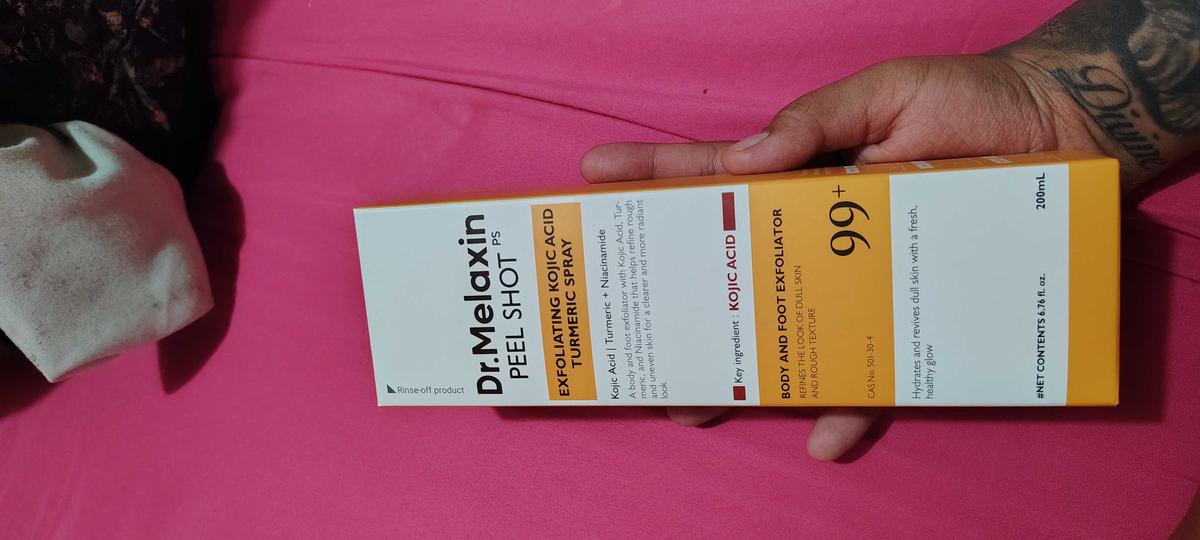 Rinse-off product
Dr.Melaxin
PEEL SHOT PS
EXFOLIATING KOJIC ACID
TURMERIC SPRAY
Kojic Acid | Turmeric + Niacinamide
A body and foot exfoliator with Kojic Acid, Tur-
meric, and Niacinamide that helps refine rough
and uneven skin for a clearer and more radiant
look
Key ingredient : KOJIC ACID
BODY AND FOOT EXFOLIATOR
REFINES THE LOOK OF DULL SKIN
AND ROUGH TEXTURE
99+
CAS No. 501-30-4
Hydrates and revives dull skin with a fresh,
healthy glow
#NET CONTENTS 6.76 fl. oz. 200mL
Divine